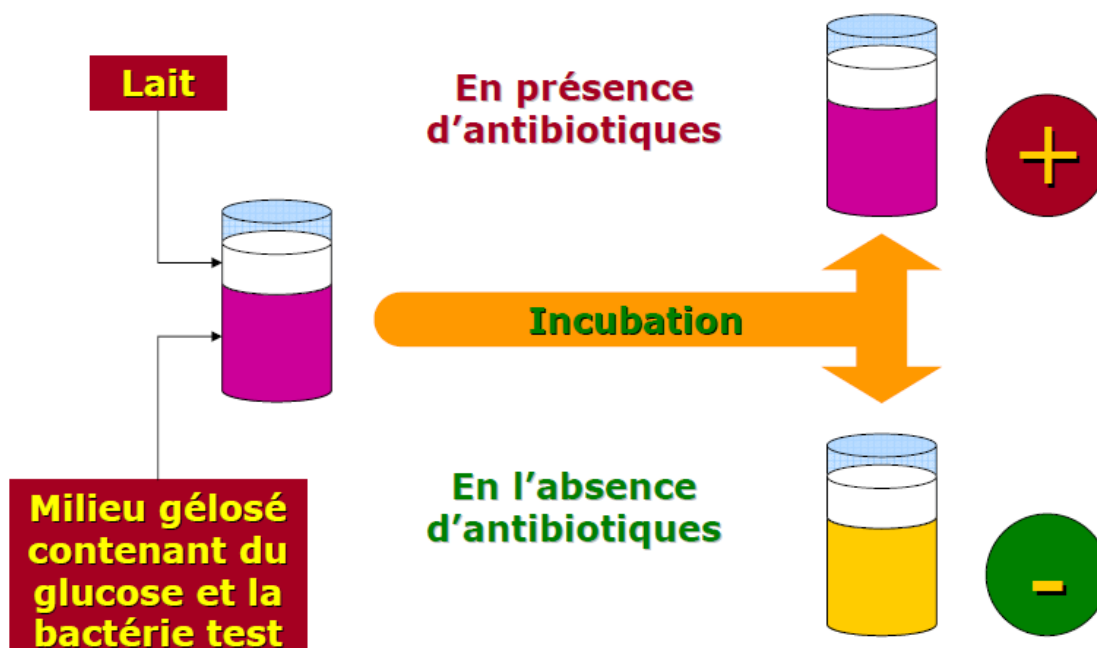 Lait
En présence
d'antibiotiques
+
Incubation
Milieu gélosé
contenant du
glucose et la
bactérie test
En l'absence
d'antibiotiques
-